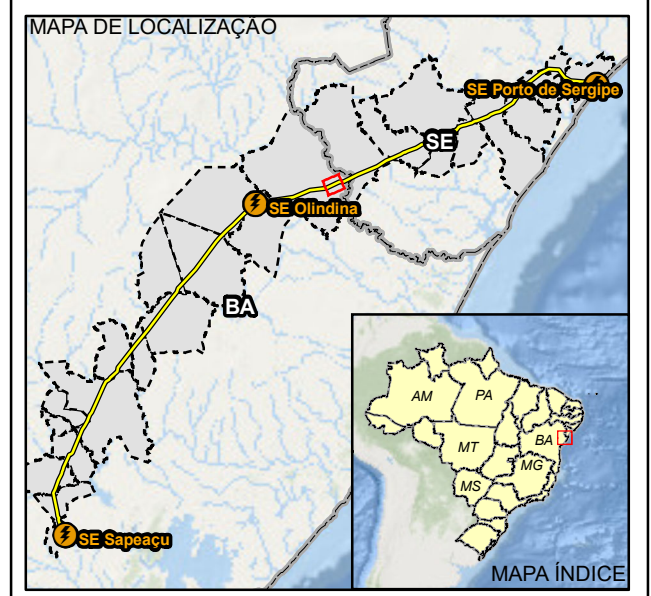 MAPA DE LOCALIZAÇÃO
SE Porto de Sergipe
SE
SE Olindina
BA
SE Sapeaçu
AM
PA
MT
BA
MG
MS
MAPA ÍNDICE